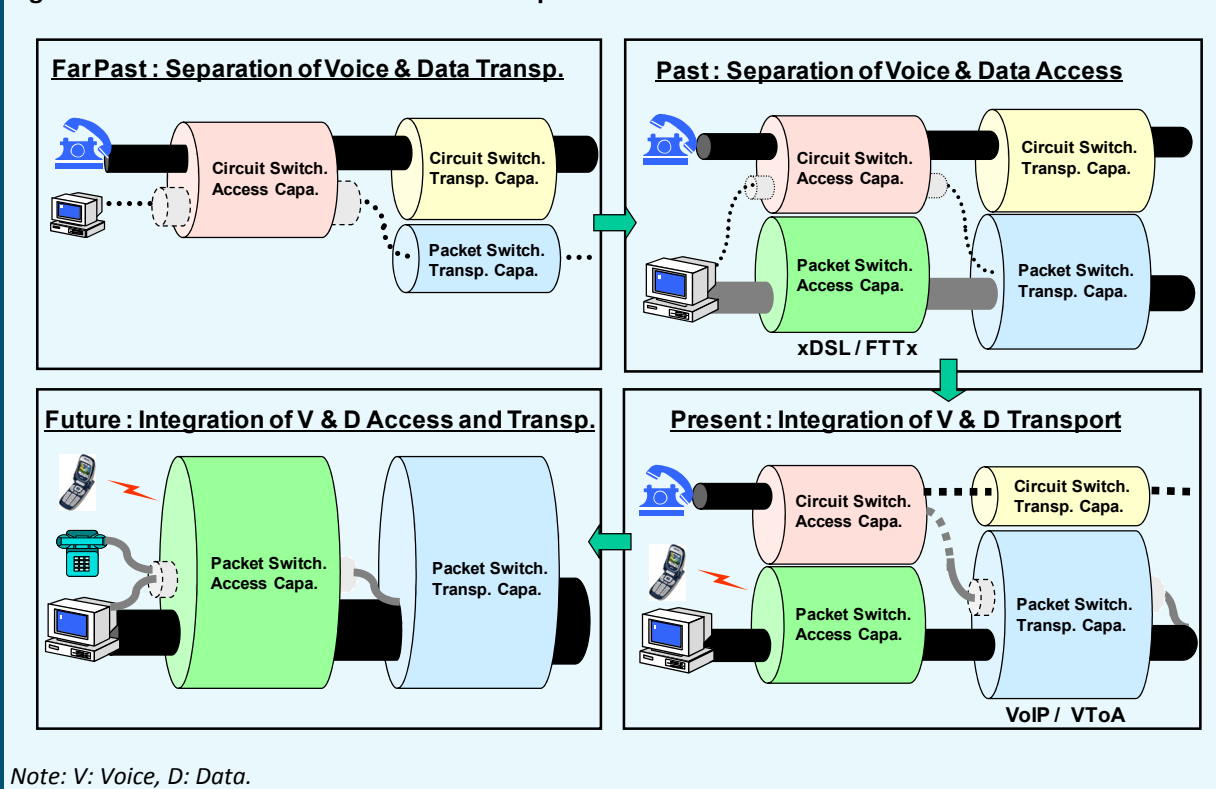 Far Past : Separation of Voice & Data Transp.
Circuit Switch.
Access Capa.
Circuit Switch.
Transp. Capa.
Packet Switch.
Transp. Capa.
Past : Separation of Voice & Data Access
Circuit Switch.
Access Capa.
Circuit Switch.
Transp. Capa.
Packet Switch.
Access Capa.
Packet Switch.
Transp. Capa.
xDSL / FTTx
Future : Integration of V & D Access and Transp.
Packet Switch.
Access Capa.
Packet Switch.
Transp. Capa.
Present : Integration of V & D Transport
Circuit Switch.
Access Capa.
Circuit Switch.
Transp. Capa.
Packet Switch.
Access Capa.
Packet Switch.
Transp. Capa.
VoIP / VToA
Note: V: Voice, D: Data.